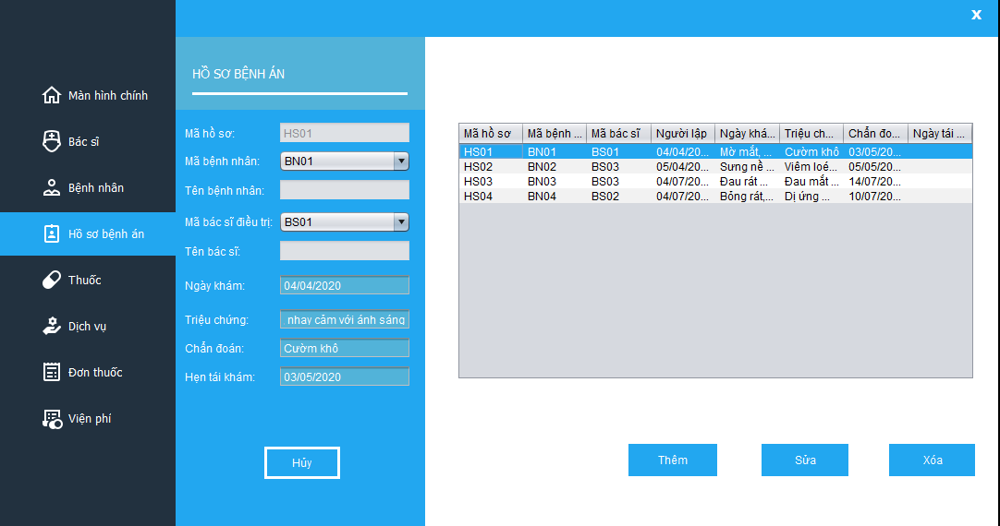 X
Màn hình chính
Bác sĩ
Bệnh nhân
Hồ sơ bệnh án
Thuốc
Dịch vụ
Đơn thuốc
Viện phí
HỒ SƠ BỆNH ÁN
Mã hồ sơ: HS01
Mã bệnh nhân: BN01
Tên bệnh nhân:
Mã bác sĩ điều trị: BS01
Tên bác sĩ:
Ngày khám: 04/04/2020
Triệu chứng: nhạy cảm với ánh sáng
Chẩn đoán: Cườm khô
Hẹn tái khám: 03/05/2020
Hủy
Mã hồ sơ Mã bệnh ... Mã bác sĩ Người lập Ngày khá... Triệu ch... Chẩn đo... Ngày tái ...
HS01 BN01 BS01 04/04/20... Mờ mắt, ... Cườm khô 03/05/20...
HS02 BN02 BS03 05/04/20... Sưng nề ... Viêm loé... 05/05/20...
HS03 BN03 BS03 04/07/20... Đau rát ... Đau mắt ... 14/07/20...
HS04 BN04 BS02 04/07/20... Bỏng rát,... Dị ứng ... 10/07/20...
Thêm Sửa Xóa